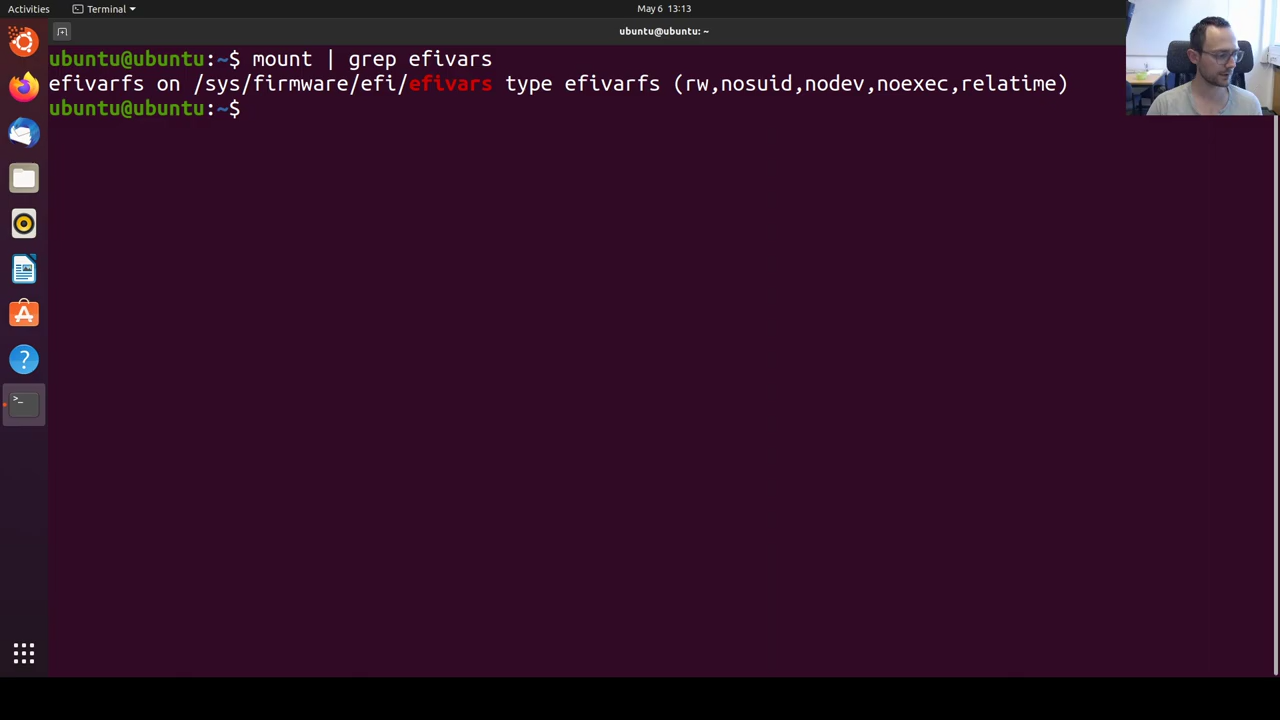 Activities
Terminal
May 6 13:13
ubuntu@ubuntu: ~
ubuntu@ubuntu:~$ mount | grep efivars
efivarfs on /sys/firmware/efi/efivars type efivarfs (rw,nosuid,nodev,noexec,relatime)
ubuntu@ubuntu:~$